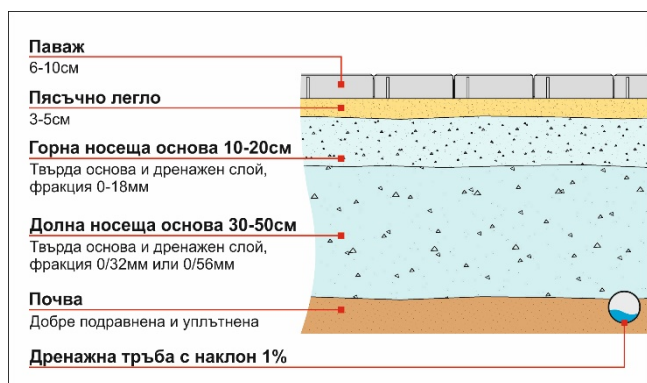 Паваж
6-10см
Пясъчно легло
3-5см
Горна носеща основа 10-20см
Твърда основа и дренажен слой,
фракция 0-18мм
Долна носеща основа 30-50см
Твърда основа и дренажен слой,
фракция 0/32мм или 0/56мм
Почва
Добре подравнена и уплътнена
Дренажна тръба с наклон 1%